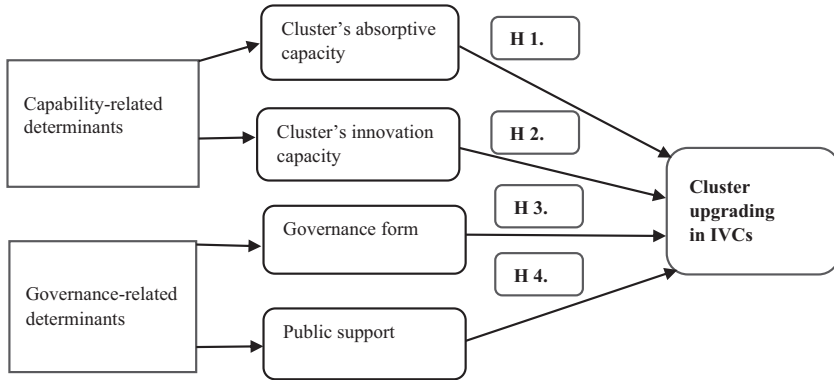 Cluster’s absorptive
capacity
H 1.
Capability-related
determinants
Cluster’s innovation
capacity
H 2.
Cluster
upgrading
in IVCs
Governance form
H 3.
Governance-related
determinants
H 4.
Public support